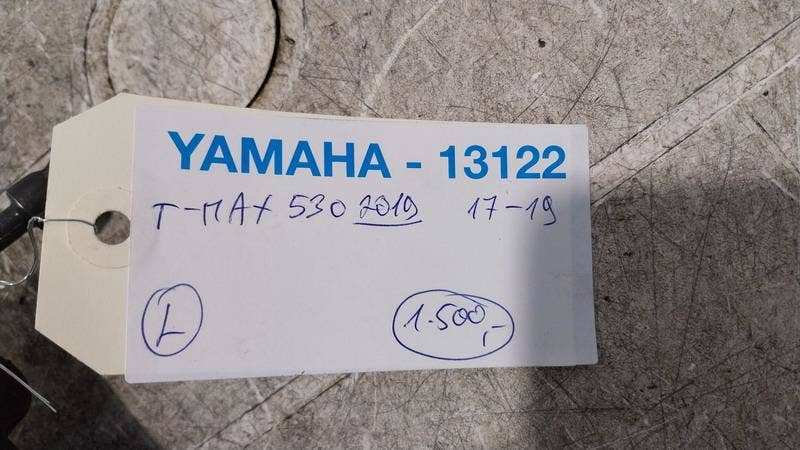 YAMAHA - 13122
T-MAX 530 2019 17-19
L
1.500,-